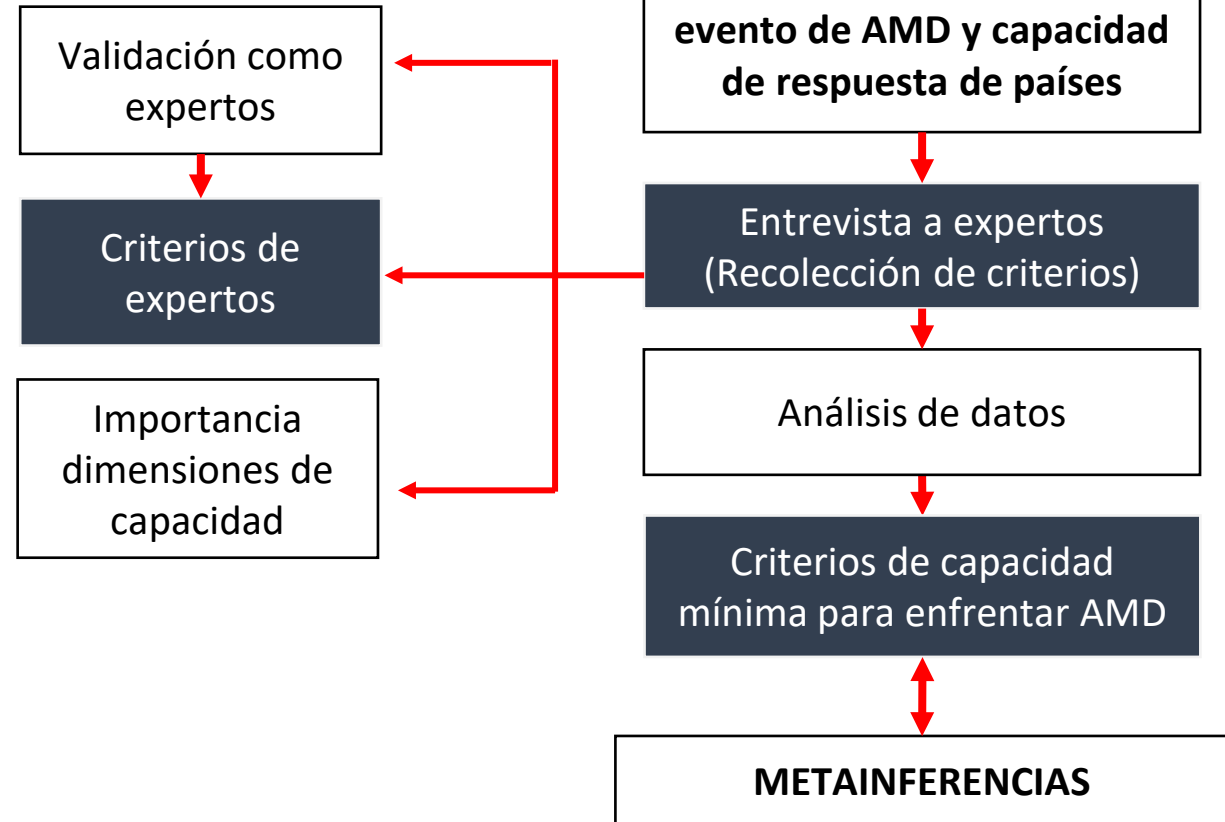 Validación como
expertos
Criterios de
expertos
Importancia
dimensiones de
capacidad
evento de AMD y capacidad
de respuesta de países
Entrevista a expertos
(Recolección de criterios)
Análisis de datos
Criterios de capacidad
mínima para enfrentar AMD
METAINFERENCIAS